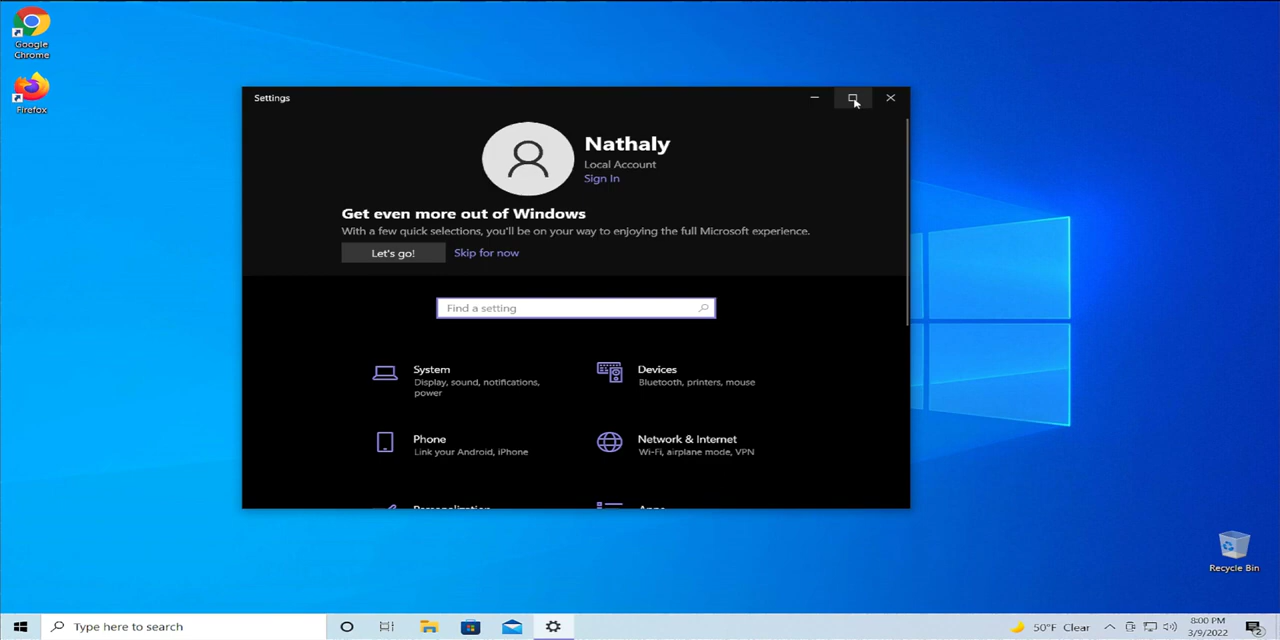 Google
Chrome
Firefox
Settings
Nathaly
Local Account
Sign In
Get even more out of Windows
With a few quick selections, you'll be on your way to enjoying the full Microsoft experience.
Let's go!
Skip for now
Find a setting
System
Display, sound, notifications,
power
Devices
Bluetooth, printers, mouse
Phone
Link your Android, iPhone
Network & Internet
Wi-Fi, airplane mode, VPN
Personalization
Apps
Recycle Bin
Type here to search
50°F Clear
8:00 PM
3/9/2022
2